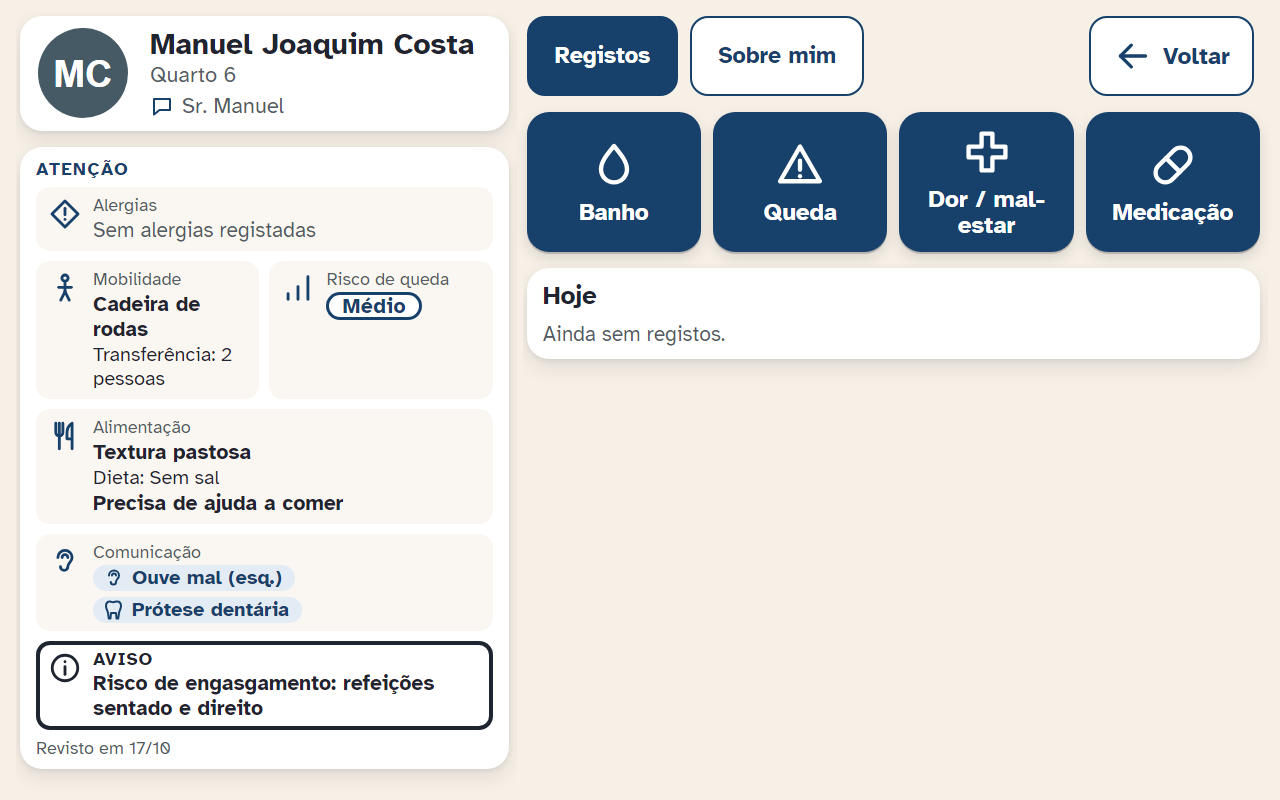 MC
Manuel Joaquim Costa
Quarto 6
Sr. Manuel
ATENÇÃO
Alergias
Sem alergias registadas
Mobilidade
Cadeira de
rodas
Transferência: 2
pessoas
Risco de queda
Médio
Alimentação
Textura pastosa
Dieta: Sem sal
Precisa de ajuda a comer
Comunicação
Ouve mal (esq.)
Prótese dentária
AVISO
Risco de engasgamento: refeições
sentado e direito
Revisto em 17/10
Registos
Sobre mim
Voltar
Banho
Queda
Dor / mal-
estar
Medicação
Hoje
Ainda sem registos.